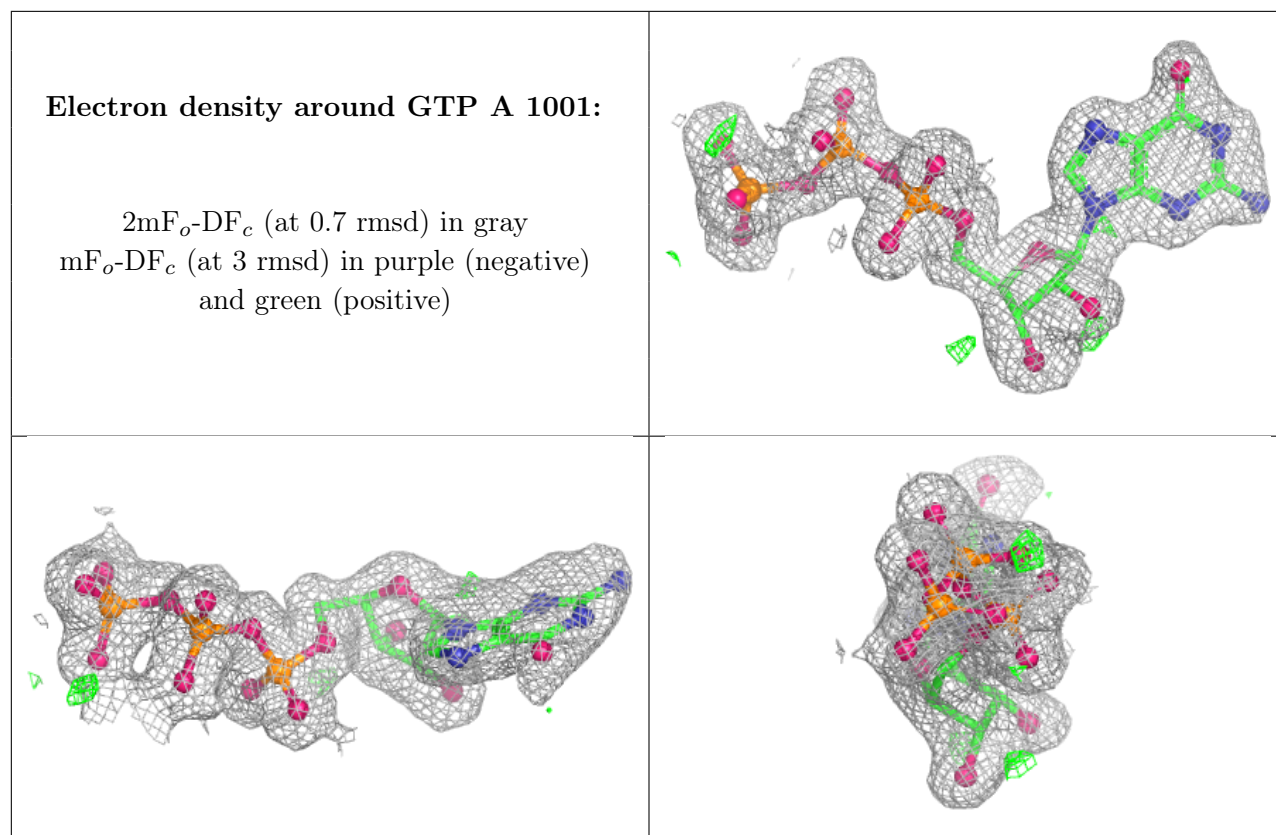 Electron density around GTP A 1001:
2mFo-DFc (at 0.7 rmsd) in gray
mFo-DFc (at 3 rmsd) in purple (negative)
and green (positive)